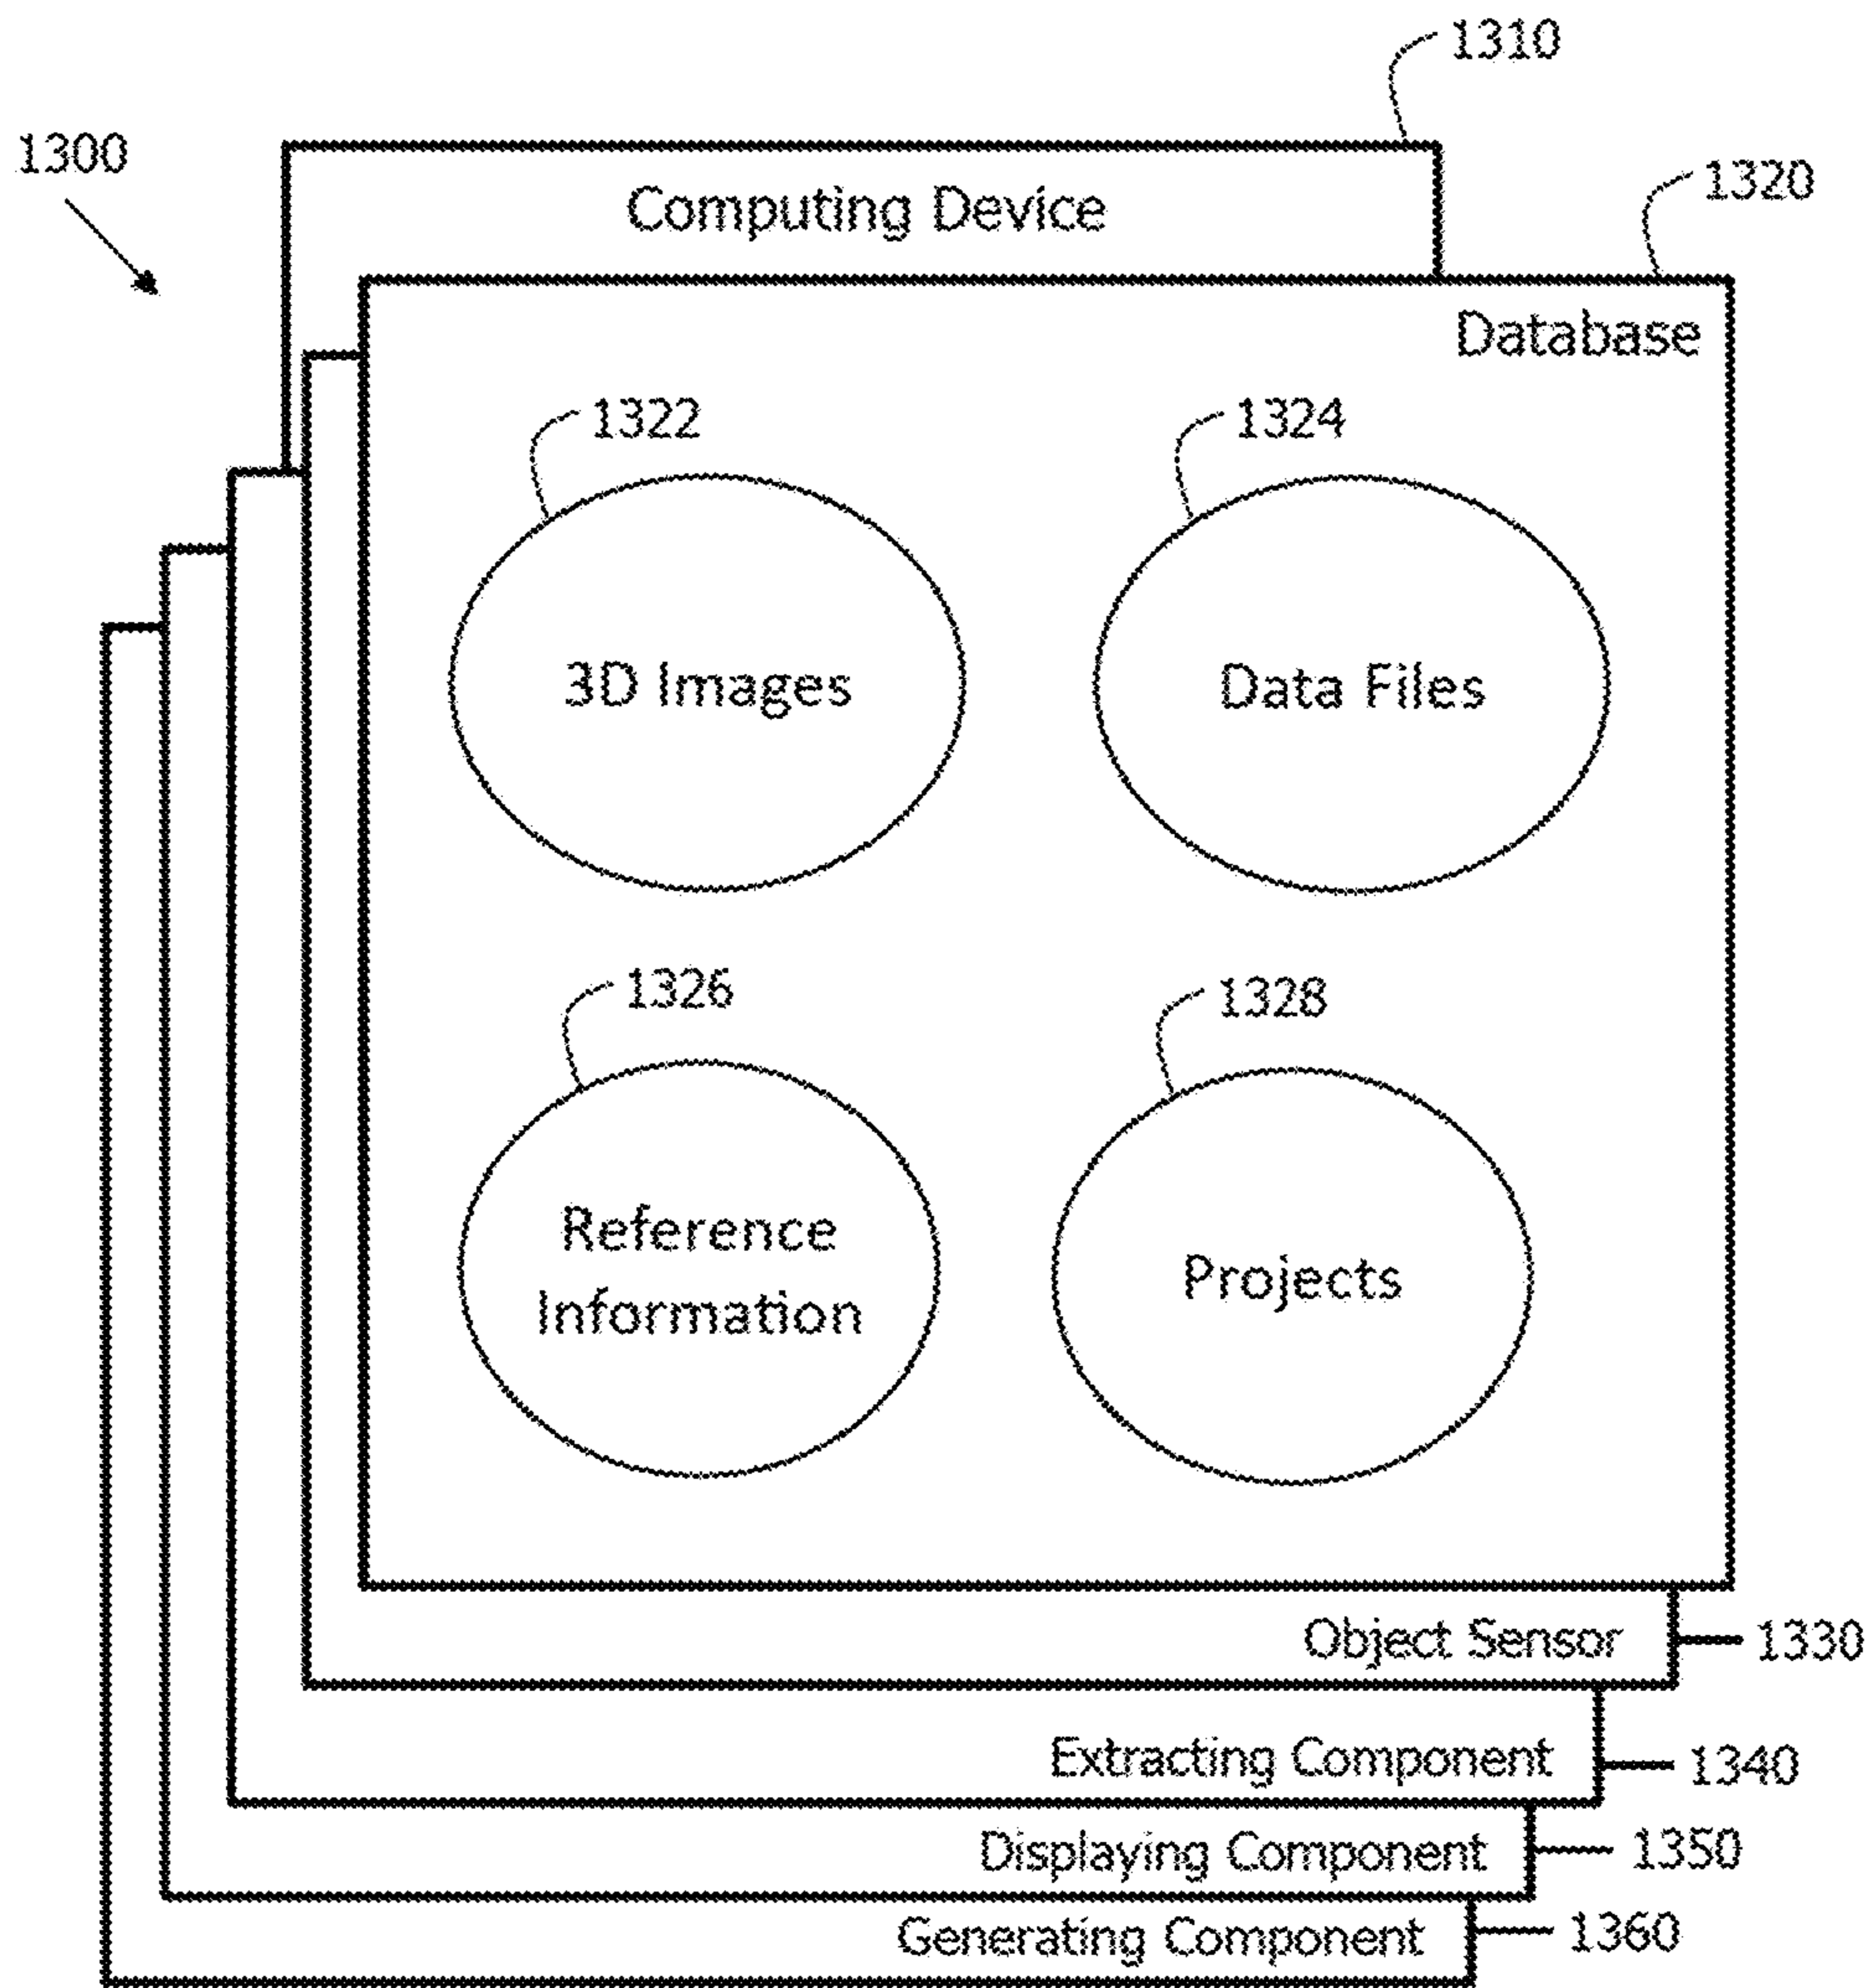 1310
1300
Computing Device
1320
Database
1322
1324
3D Images
Data Files
1326
1328
Reference
Information
Projects
Object Sensor
1330
Extracting Component
1340
Displaying Component
1350
Generating Component
1360